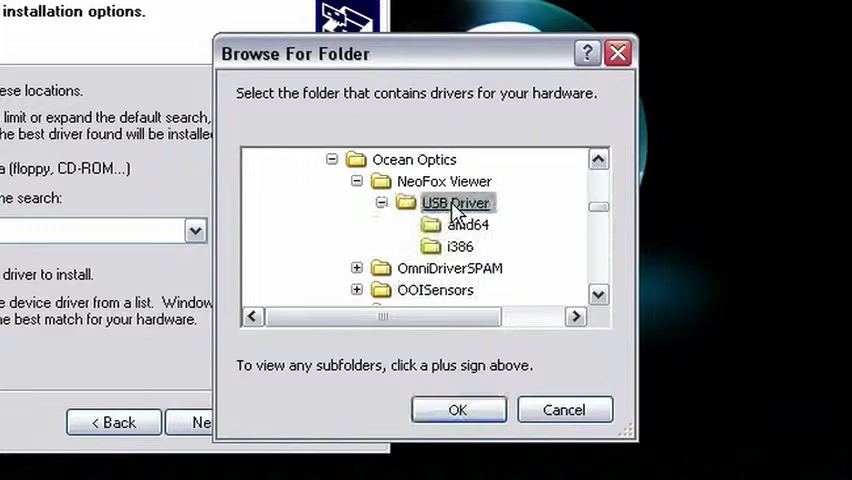 installation options.
Browse For Folder
Select the folder that contains drivers for your hardware.
ese locations.
limit or expand the default search,
he best driver found will be installe
a (floppy, CD-ROM...)
he search:
Ocean Optics
NeoFox Viewer
USB Driver
amd64
i386
OmniDriverSPAM
OOISensors
driver to install.
e device driver from a list. Window
e best match for your hardware.
To view any subfolders, click a plus sign above.
< Back
Ne
OK
Cancel